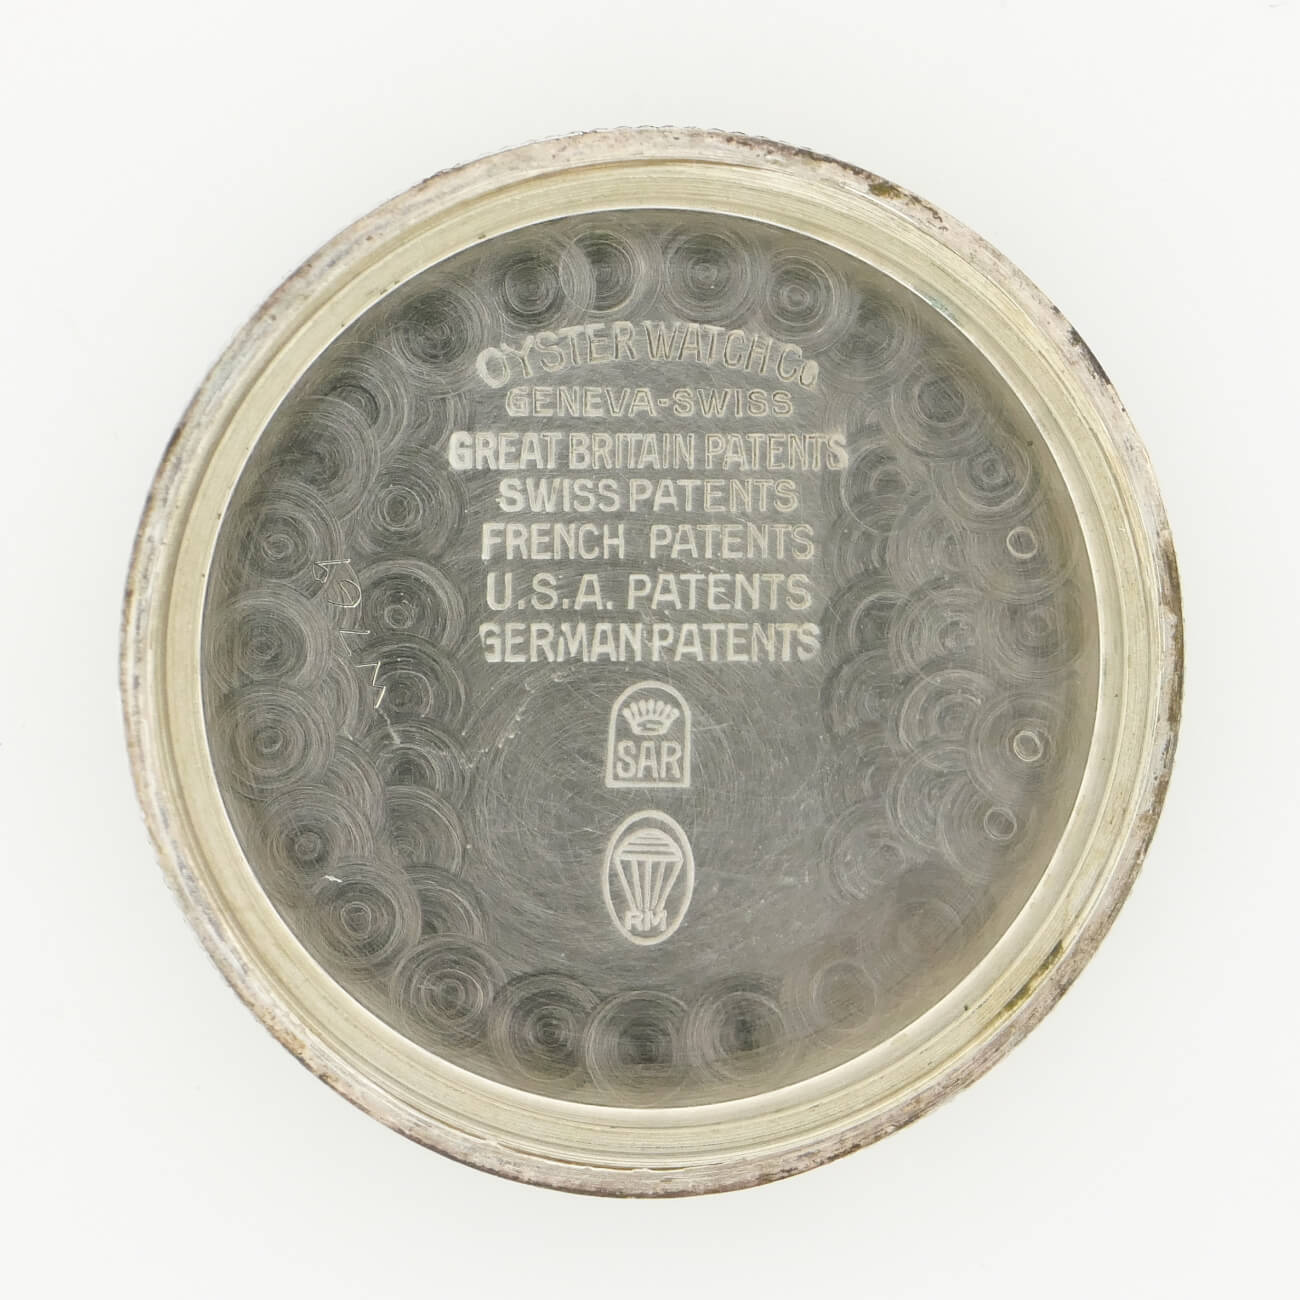 OYSTER WATCH Co
GENEVA-SWISS
GREAT BRITAIN PATENTS
SWISS PATENTS
FRENCH PATENTS
U.S.A. PATENTS
GERMAN PATENTS
SAR
RM